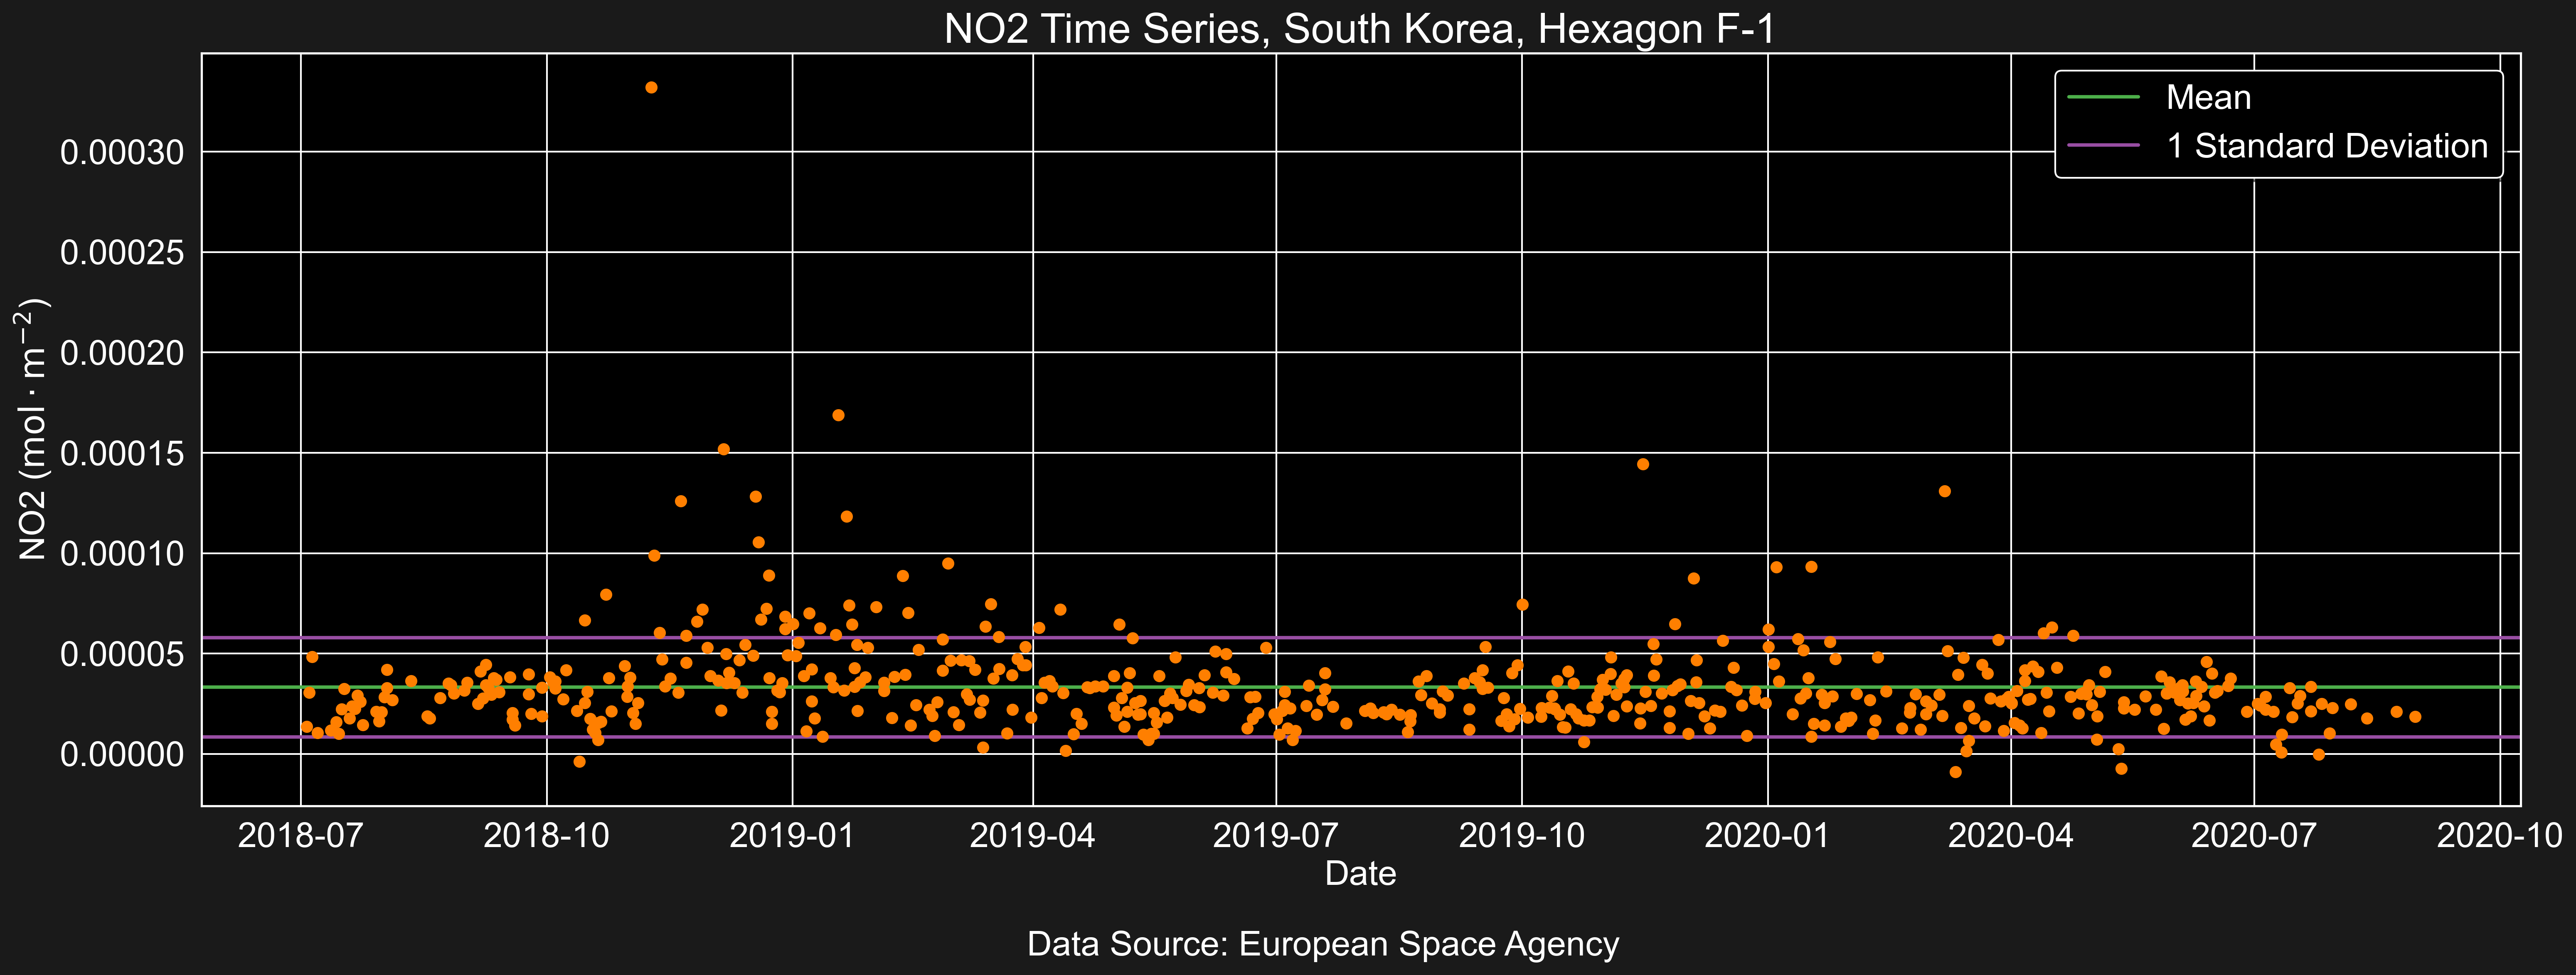 NO2 Time Series, South Korea, Hexagon F-1
Mean
1 Standard Deviation
NO2 (mol · m⁻²)
0.00030
0.00025
0.00020
0.00015
0.00010
0.00005
0.00000
2018-07 2018-10 2019-01 2019-04 2019-07 2019-10 2020-01 2020-04 2020-07 2020-10
Date
Data Source: European Space Agency